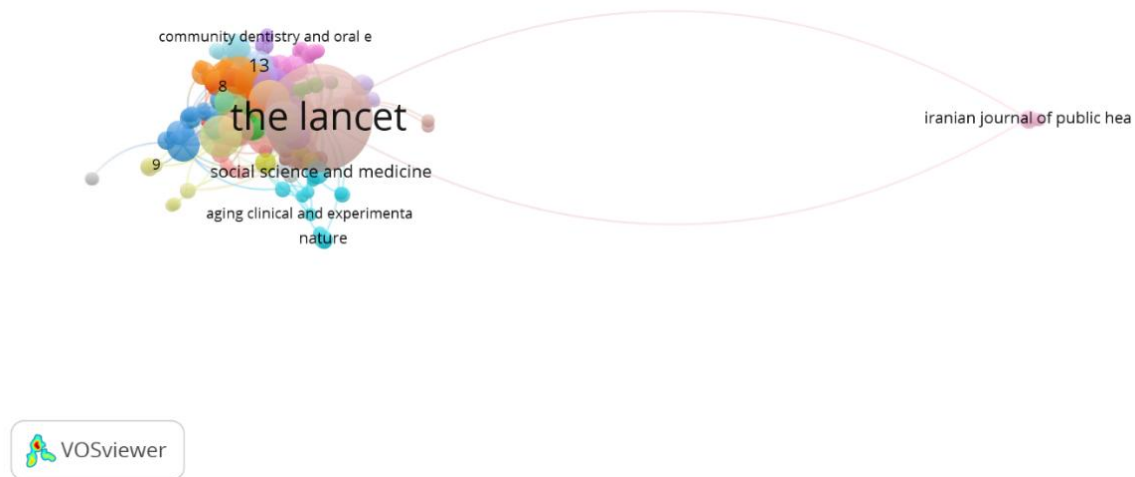 community dentistry and oral e
13
8
the lancet
iranian journal of public hea
9
social science and medicine
aging clinical and experimenta
nature
VOSviewer